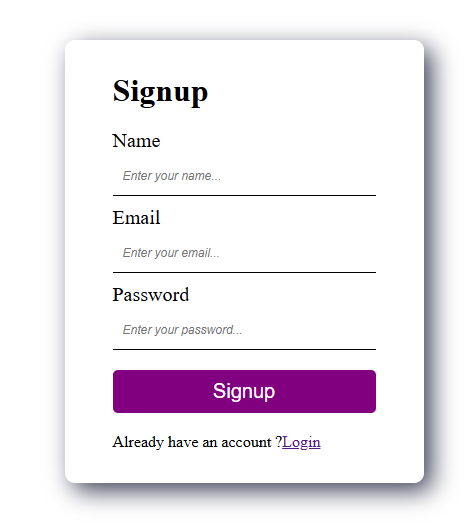 Signup
Name
Enter your name...
Email
Enter your email...
Password
Enter your password...
Signup
Already have an account ?Login